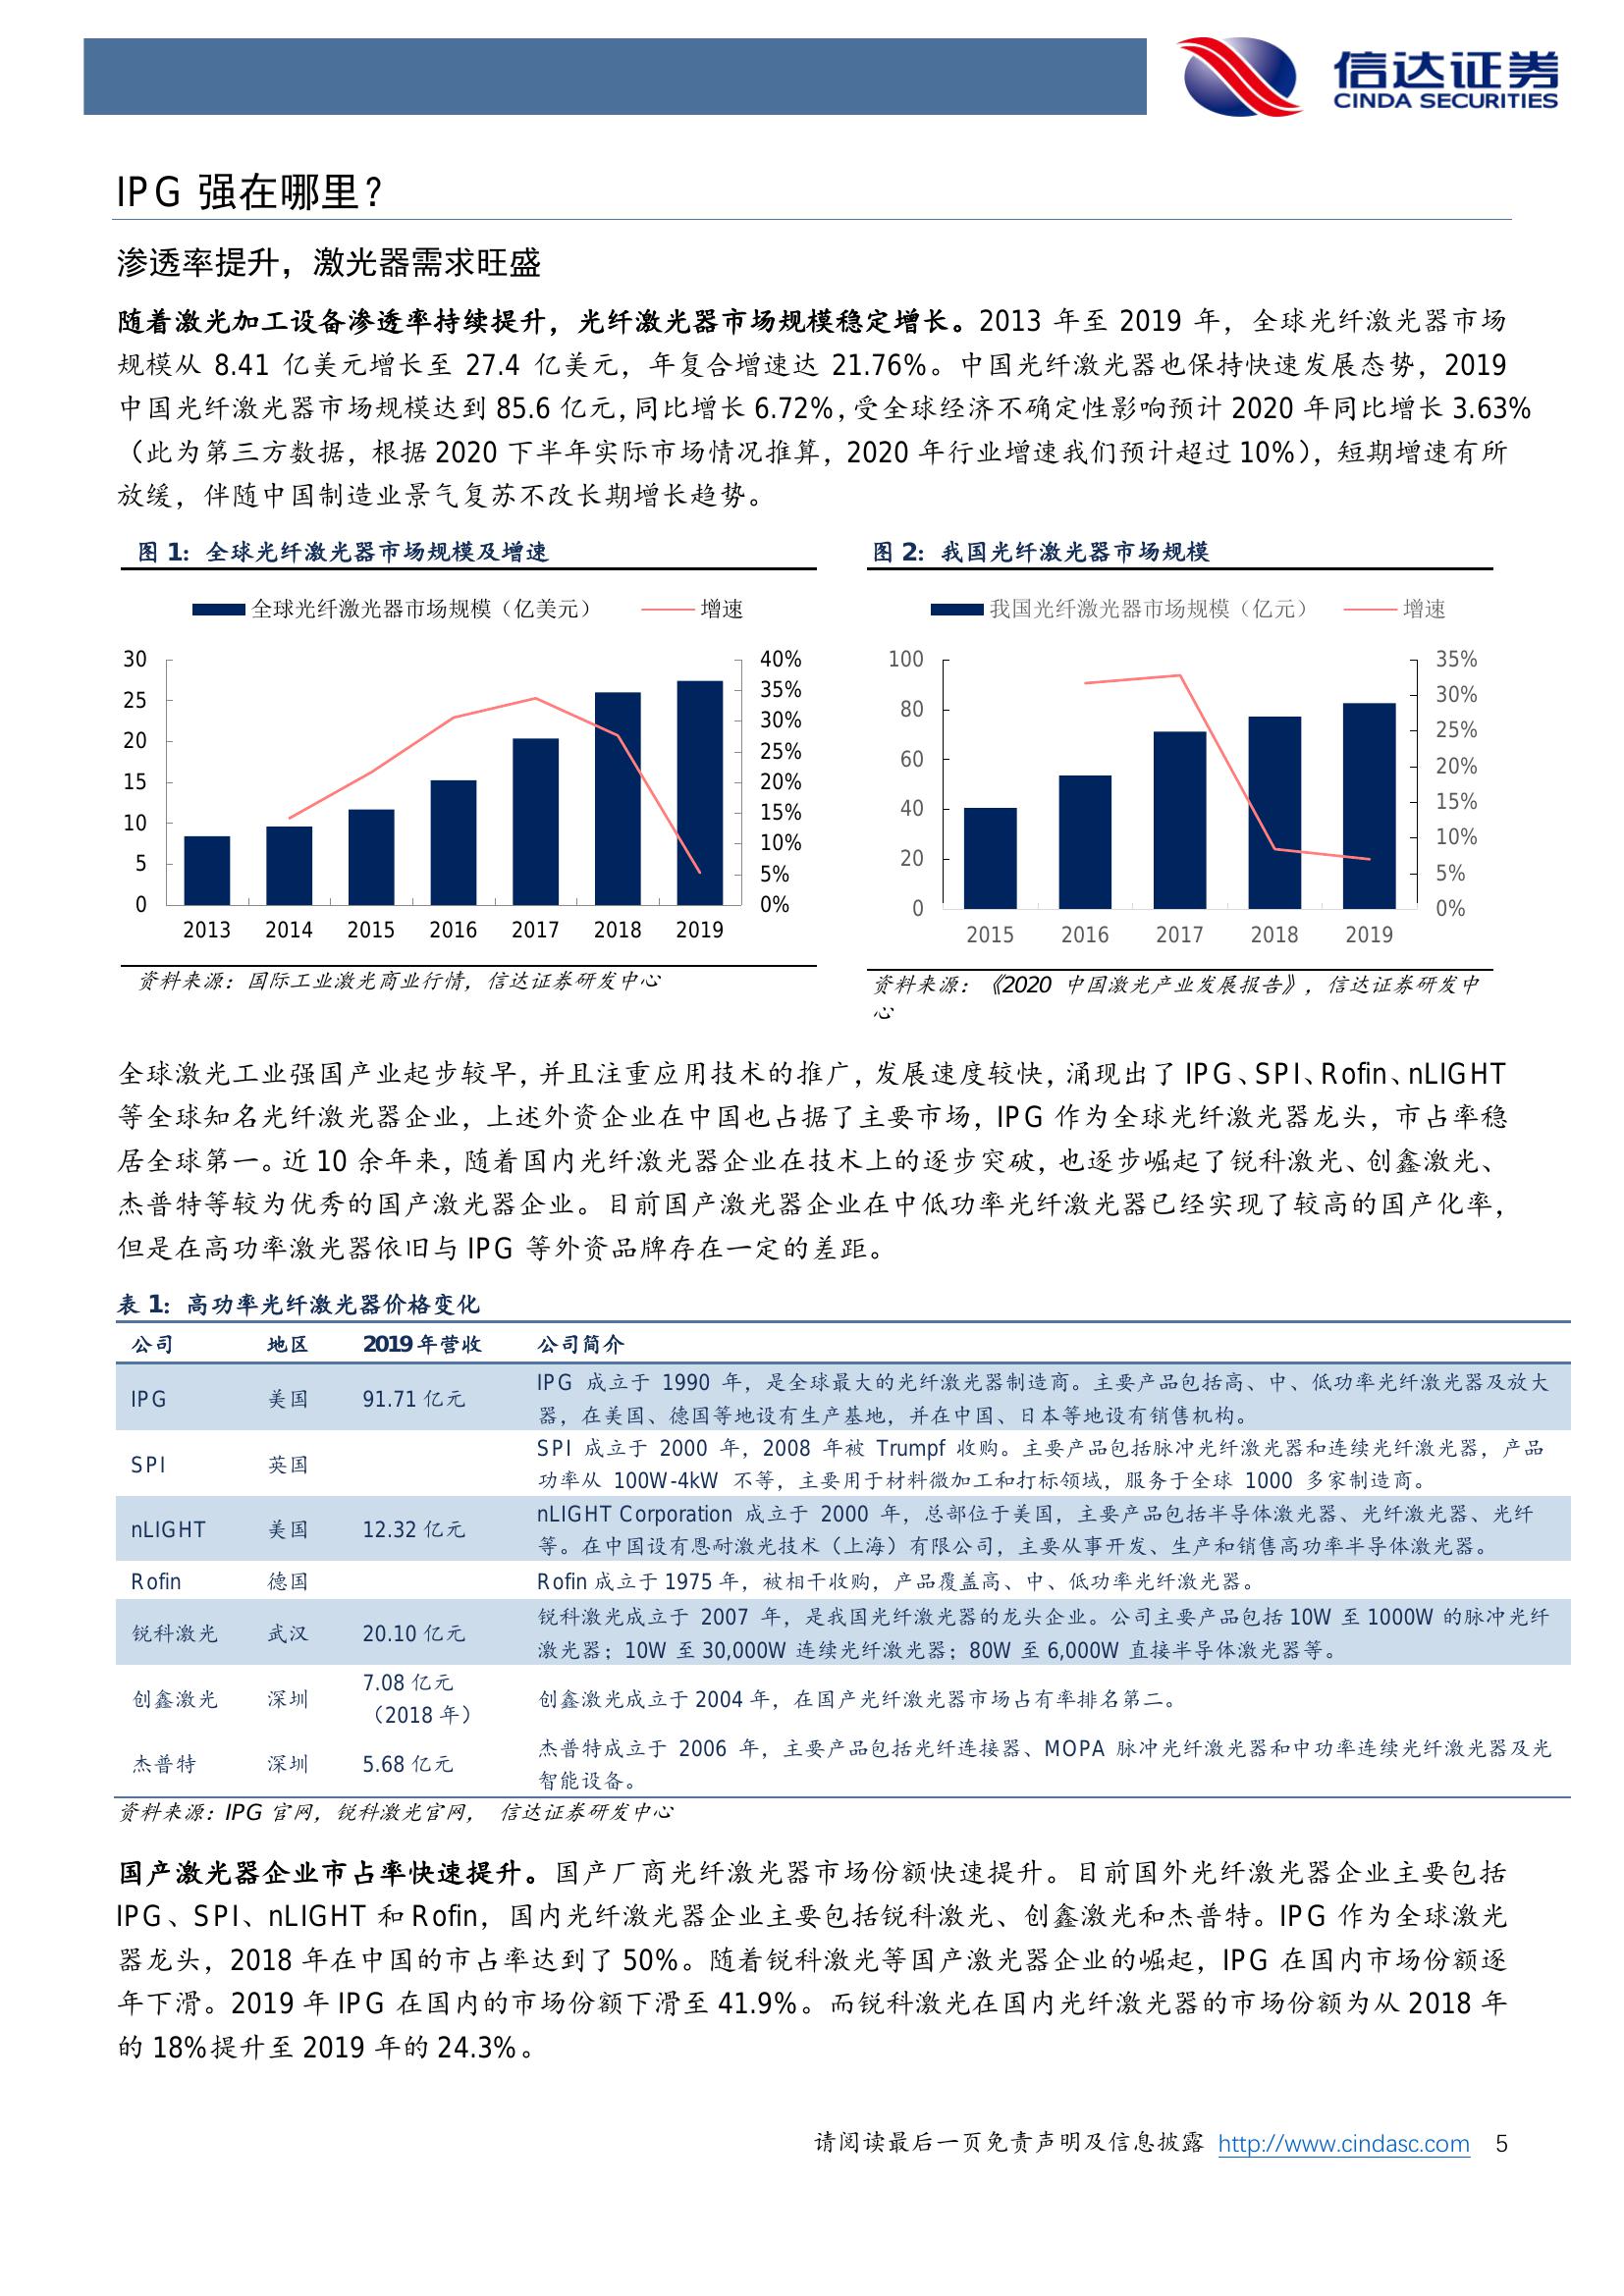 信达证券
CINDA SECURITIES
IPG 强在哪里？
渗透率提升，激光器需求旺盛
随着激光加工设备渗透率持续提升，光纤激光器市场规模稳定增长。2013 年至 2019 年，全球光纤激光器市场
规模从 8.41 亿美元增长至 27.4 亿美元，年复合增速达 21.76%。中国光纤激光器也保持快速发展态势，2019
中国光纤激光器市场规模达到 85.6 亿元，同比增长 6.72%，受全球经济不确定性影响预计 2020 年同比增长 3.63%
（此为第三方数据，根据 2020 下半年实际市场情况推算，2020 年行业增速我们预计超过 10%），短期增速有所
放缓，伴随中国制造业景气复苏不改长期增长趋势。
图 1：全球光纤激光器市场规模及增速
全球光纤激光器市场规模（亿美元） 增速
30
25
20
15
10
5
0
40%
35%
30%
25%
20%
15%
10%
5%
0%
2013 2014 2015 2016 2017 2018 2019
资料来源：国际工业激光商业行情，信达证券研发中心
图 2：我国光纤激光器市场规模
我国光纤激光器市场规模（亿元） 增速
100
80
60
40
20
0
35%
30%
25%
20%
15%
10%
5%
0%
2015 2016 2017 2018 2019
资料来源：《2020 中国激光产业发展报告》，信达证券研发中
心
全球激光工业强国产业起步较早，并且注重应用技术的推广，发展速度较快，涌现出了 IPG、SPI、Rofin、nLIGHT
等全球知名光纤激光器企业，上述外资企业在中国也占据了主要市场，IPG 作为全球光纤激光器龙头，市占率稳
居全球第一。近 10 余年来，随着国内光纤激光器企业在技术上的逐步突破，也逐步崛起了锐科激光、创鑫激光、
杰普特等较为优秀的国产激光器企业。目前国产激光器企业在中低功率光纤激光器已经实现了较高的国产化率，
但是在高功率激光器依旧与 IPG 等外资品牌存在一定的差距。
表 1：高功率光纤激光器价格变化
公司 地区 2019 年营收 公司简介
IPG 美国 91.71 亿元 IPG 成立于 1990 年，是全球最大的光纤激光器制造商。主要产品包括高、中、低功率光纤激光器及放大
器，在美国、德国等地设有生产基地，并在中国、日本等地设有销售机构。
SPI 英国 SPI 成立于 2000 年，2008 年被 Trumpf 收购。主要产品包括脉冲光纤激光器和连续光纤激光器，产品
功率从 100W-4kW 不等，主要用于材料微加工和打标领域，服务于全球 1000 多家制造商。
nLIGHT 美国 12.32 亿元 nLIGHT Corporation 成立于 2000 年，总部位于美国，主要产品包括半导体激光器、光纤激光器、光纤
等。在中国设有恩耐激光技术（上海）有限公司，主要从事开发、生产和销售高功率半导体激光器。
Rofin 德国 Rofin 成立于 1975 年，被相干收购，产品覆盖高、中、低功率光纤激光器。
锐科激光 武汉 20.10 亿元 锐科激光成立于 2007 年，是我国光纤激光器的龙头企业。公司主要产品包括 10W 至 1000W 的脉冲光纤
激光器；10W 至 30,000W 连续光纤激光器；80W 至 6,000W 直接半导体激光器等。
创鑫激光 深圳 7.08 亿元
（2018 年） 创鑫激光成立于 2004 年，在国产光纤激光器市场占有率排名第二。
杰普特 深圳 5.68 亿元 杰普特成立于 2006 年，主要产品包括光纤连接器、MOPA 脉冲光纤激光器和中功率连续光纤激光器及光
智能设备。
资料来源：IPG 官网，锐科激光官网， 信达证券研发中心
国产激光器企业市占率快速提升。国产厂商光纤激光器市场份额快速提升。目前国外光纤激光器企业主要包括
IPG、SPI、nLIGHT 和 Rofin，国内光纤激光器企业主要包括锐科激光、创鑫激光和杰普特。IPG 作为全球激光
器龙头，2018 年在中国的市占率达到了 50%。随着锐科激光等国产激光器企业的崛起，IPG 在国内市场份额逐
年下滑。2019 年 IPG 在国内的市场份额下滑至 41.9%。而锐科激光在国内光纤激光器的市场份额为从 2018 年
的 18%提升至 2019 年的 24.3%。
请阅读最后一页免责声明及信息披露 http://www.cindasc.com 5